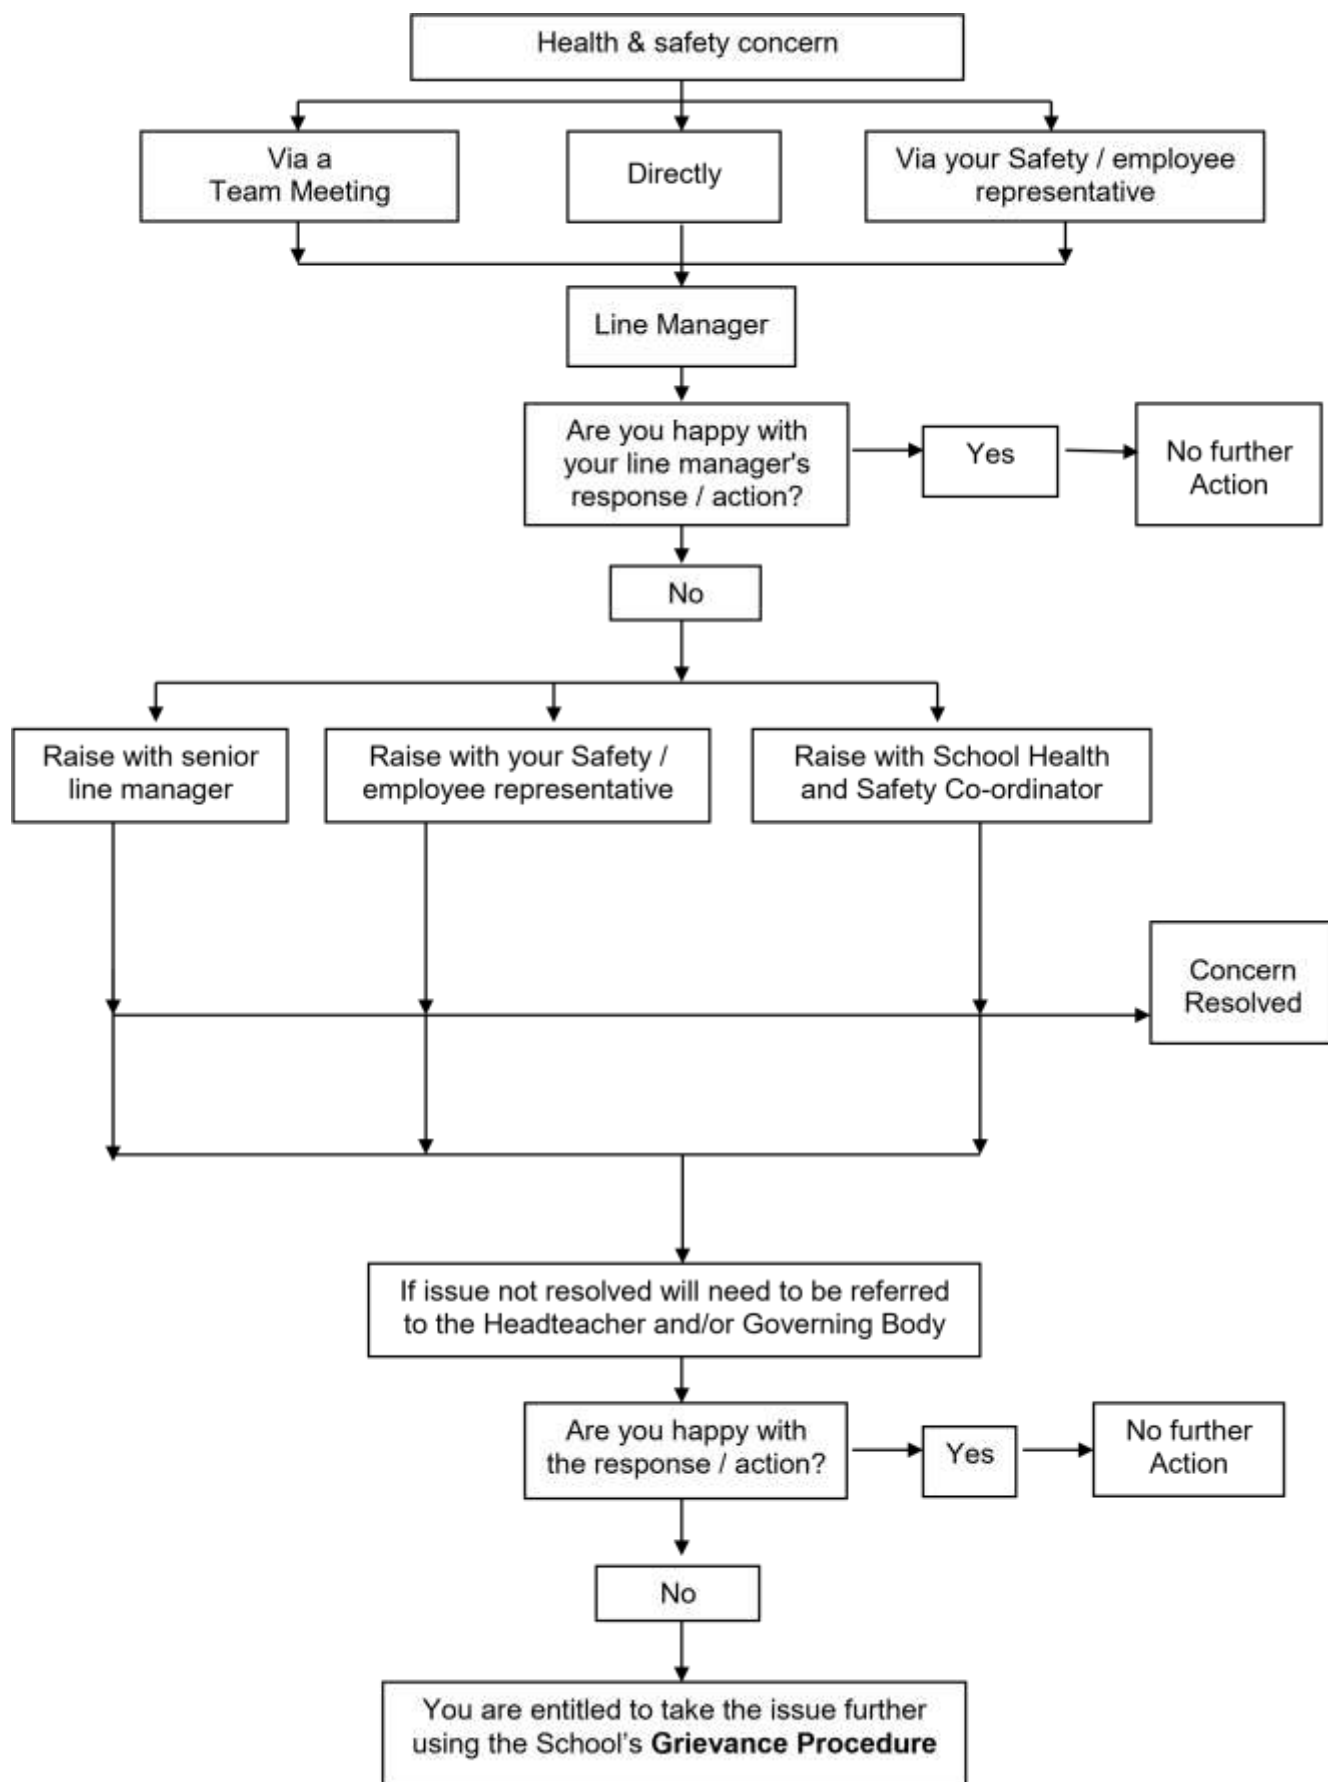 Health & safety concern
Via a
Team Meeting
Directly
Via your Safety / employee
representative
Line Manager
Are you happy with
your line manager's
response / action?
Yes
No further
Action
No
Raise with senior
line manager
Raise with your Safety /
employee representative
Raise with School Health
and Safety Co-ordinator
Concern
Resolved
If issue not resolved will need to be referred
to the Headteacher and/or Governing Body
Are you happy with
the response / action?
Yes
No further
Action
No
You are entitled to take the issue further
using the School’s Grievance Procedure